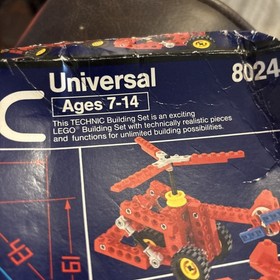 Universal
8024
C
Ages 7-14
This TECHNIC Building Set is an exciting
LEGO® Building Set with technically realistic pieces
and functions for unlimited building possibilities.